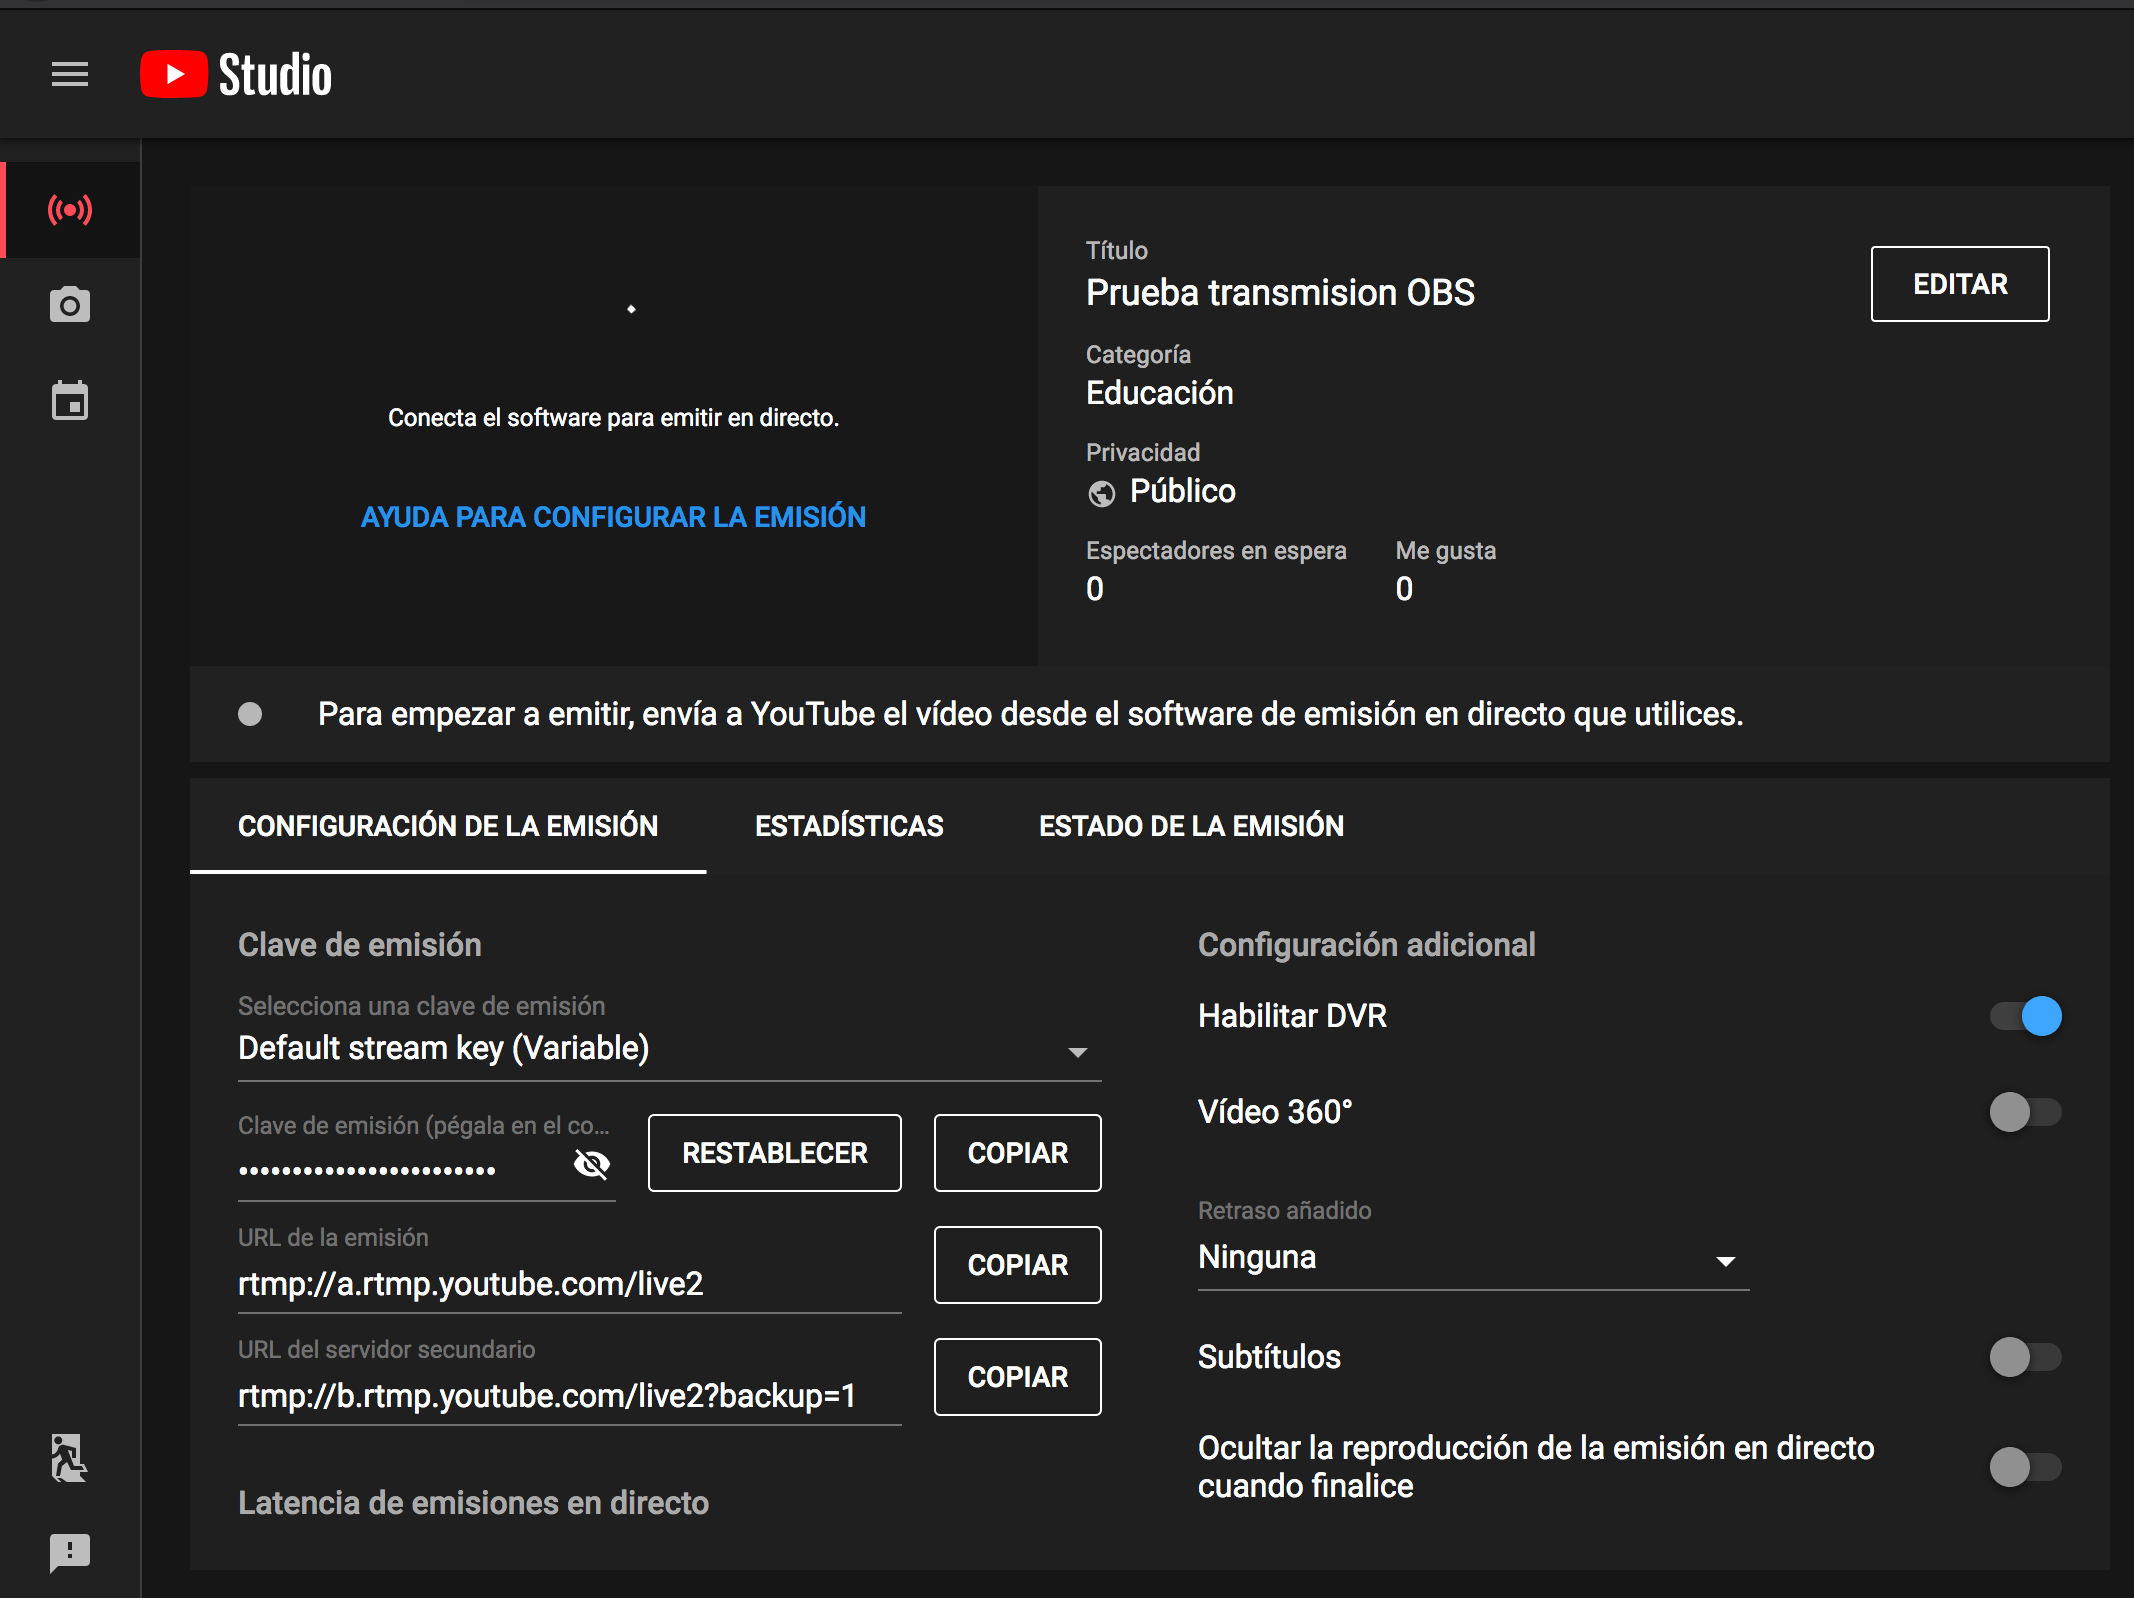 Studio
Título
Prueba transmision OBS
EDITAR
Categoría
Educación
Privacidad
Público
Espectadores en espera Me gusta
0 0
Conecta el software para emitir en directo.
AYUDA PARA CONFIGURAR LA EMISIÓN
Para empezar a emitir, envía a YouTube el vídeo desde el software de emisión en directo que utilices.
CONFIGURACIÓN DE LA EMISIÓN ESTADÍSTICAS ESTADO DE LA EMISIÓN
Clave de emisión
Selecciona una clave de emisión
Default stream key (Variable)
Clave de emisión (pégala en el co...
••••••••••••••••••••••••
RESTABLECER COPIAR
URL de la emisión
rtmp://a.rtmp.youtube.com/live2
COPIAR
URL del servidor secundario
rtmp://b.rtmp.youtube.com/live2?backup=1
COPIAR
Latencia de emisiones en directo
Configuración adicional
Habilitar DVR
Vídeo 360°
Retraso añadido
Ninguna
Subtítulos
Ocultar la reproducción de la emisión en directo
cuando finalice